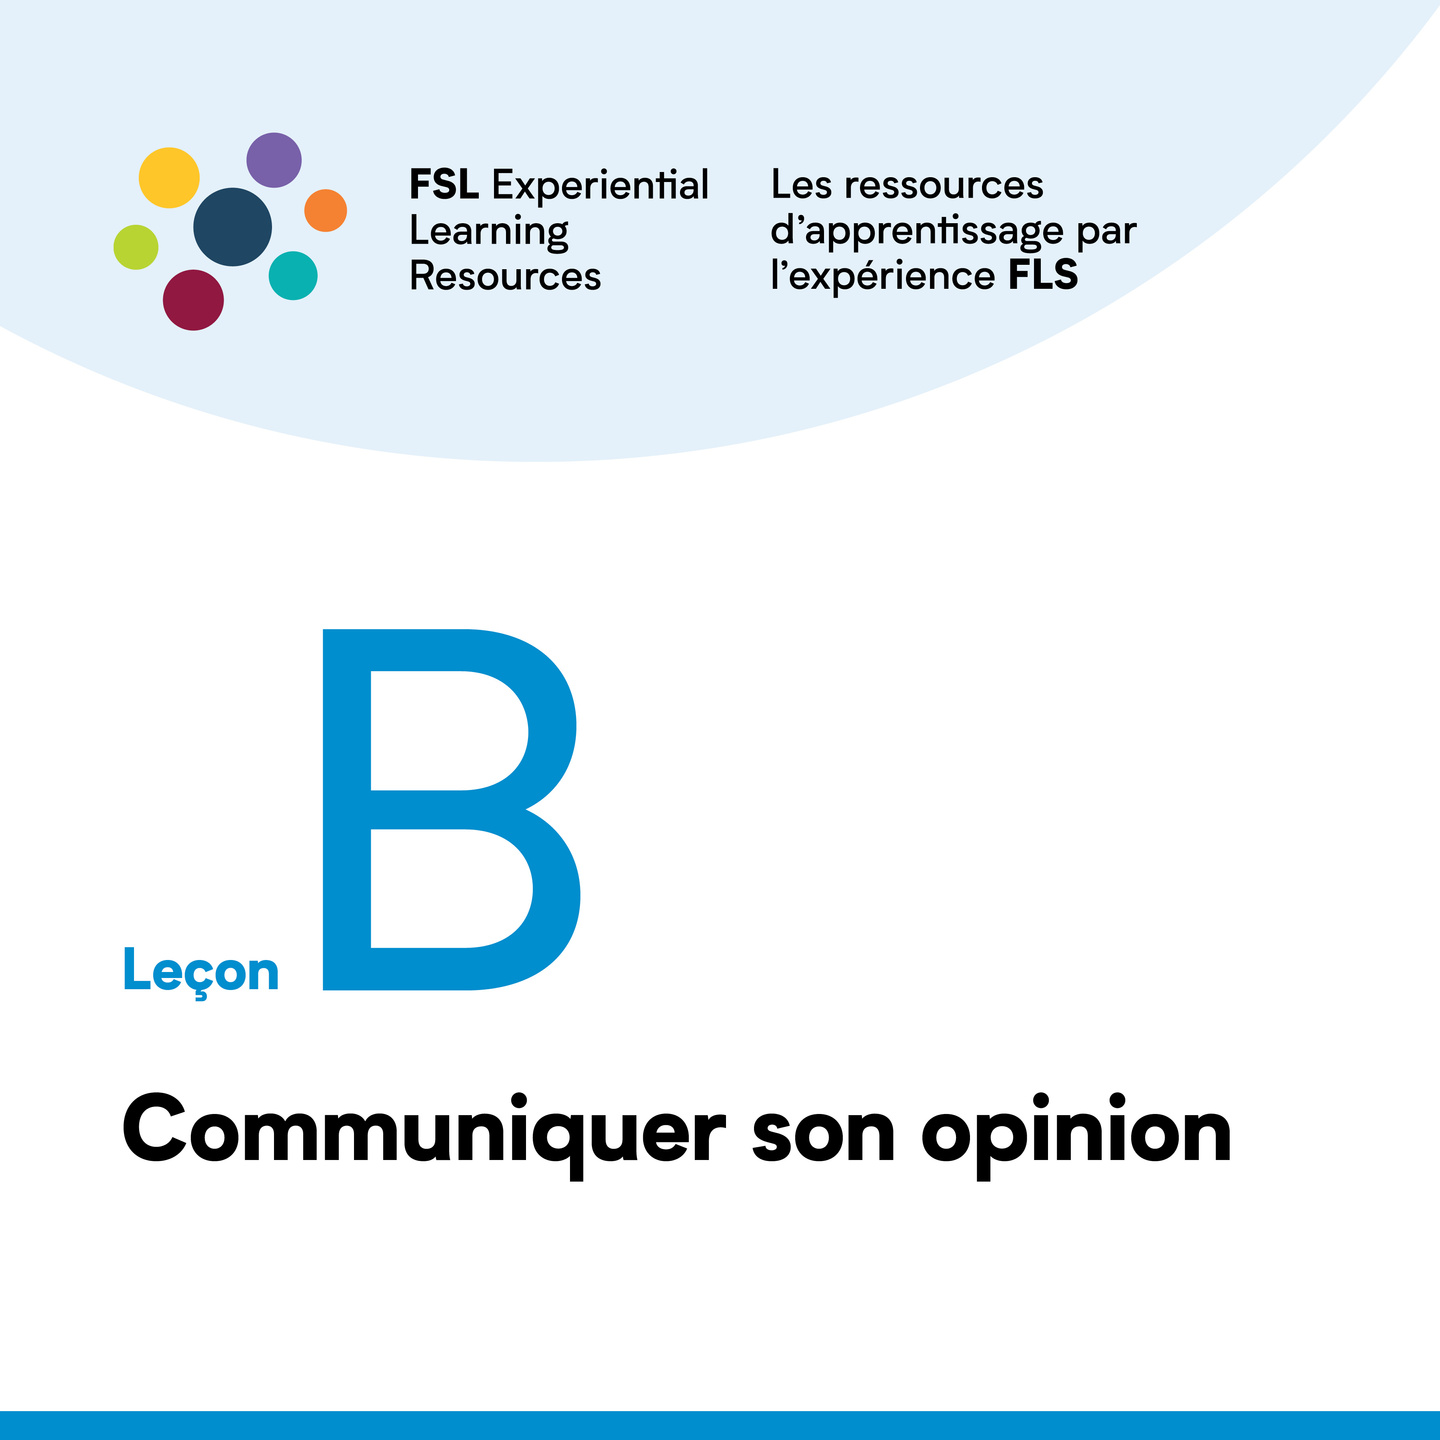 FSL Experiential
Learning
Resources
Les ressources
d’apprentissage par
l’expérience FLS
Leçon B
Communiquer son opinion